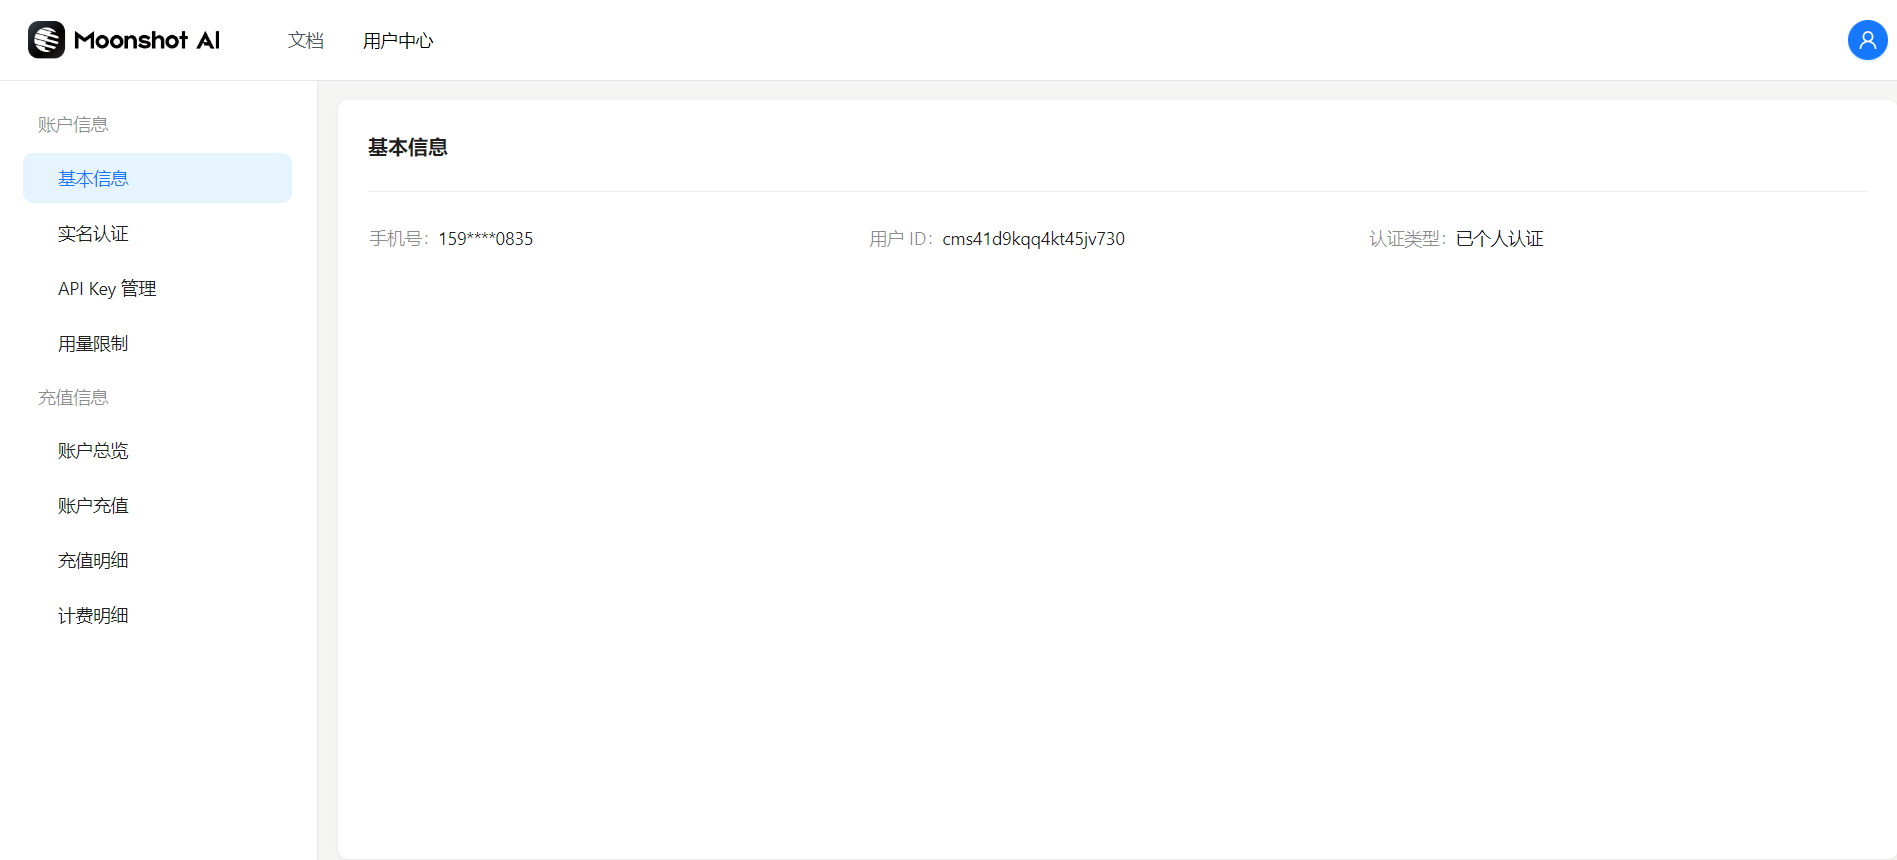 Moonshot AI
文档
用户中心
账户信息
基本信息
实名认证
API Key 管理
用量限制
充值信息
账户总览
账户充值
充值明细
计费明细
基本信息
手机号：159****0835
用户 ID：cms41d9kqq4kt45jv730
认证类型：已个人认证